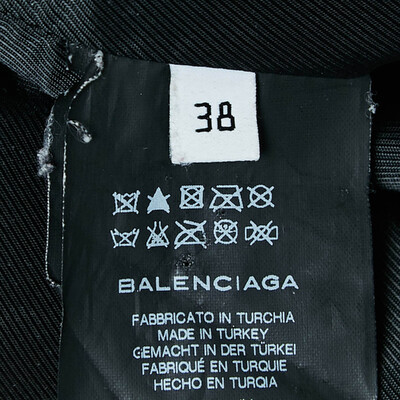 38
BALENCIAGA
FABBRICATO IN TURCHIA
MADE IN TURKEY
GEMACHT IN DER TÜRKEI
FABRIQUÉ EN TURQUIE
HECHO EN TURQIA